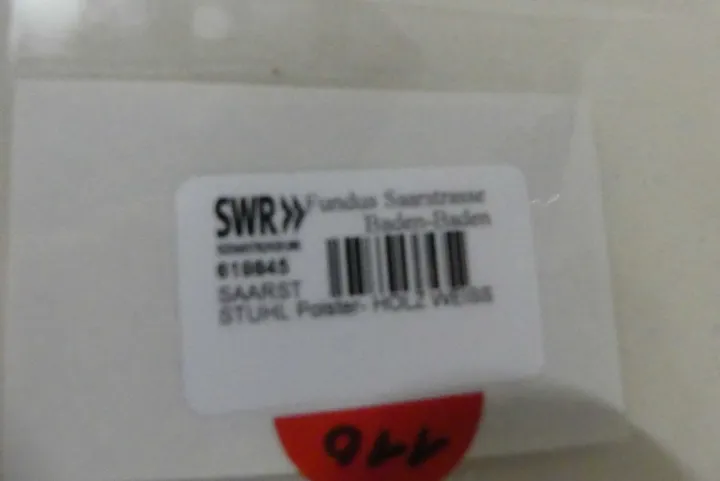 SWR» Fundus Saarstrasse
Baden-Baden
619845
SAARST
STUHL Polster- HOLZ WEISS